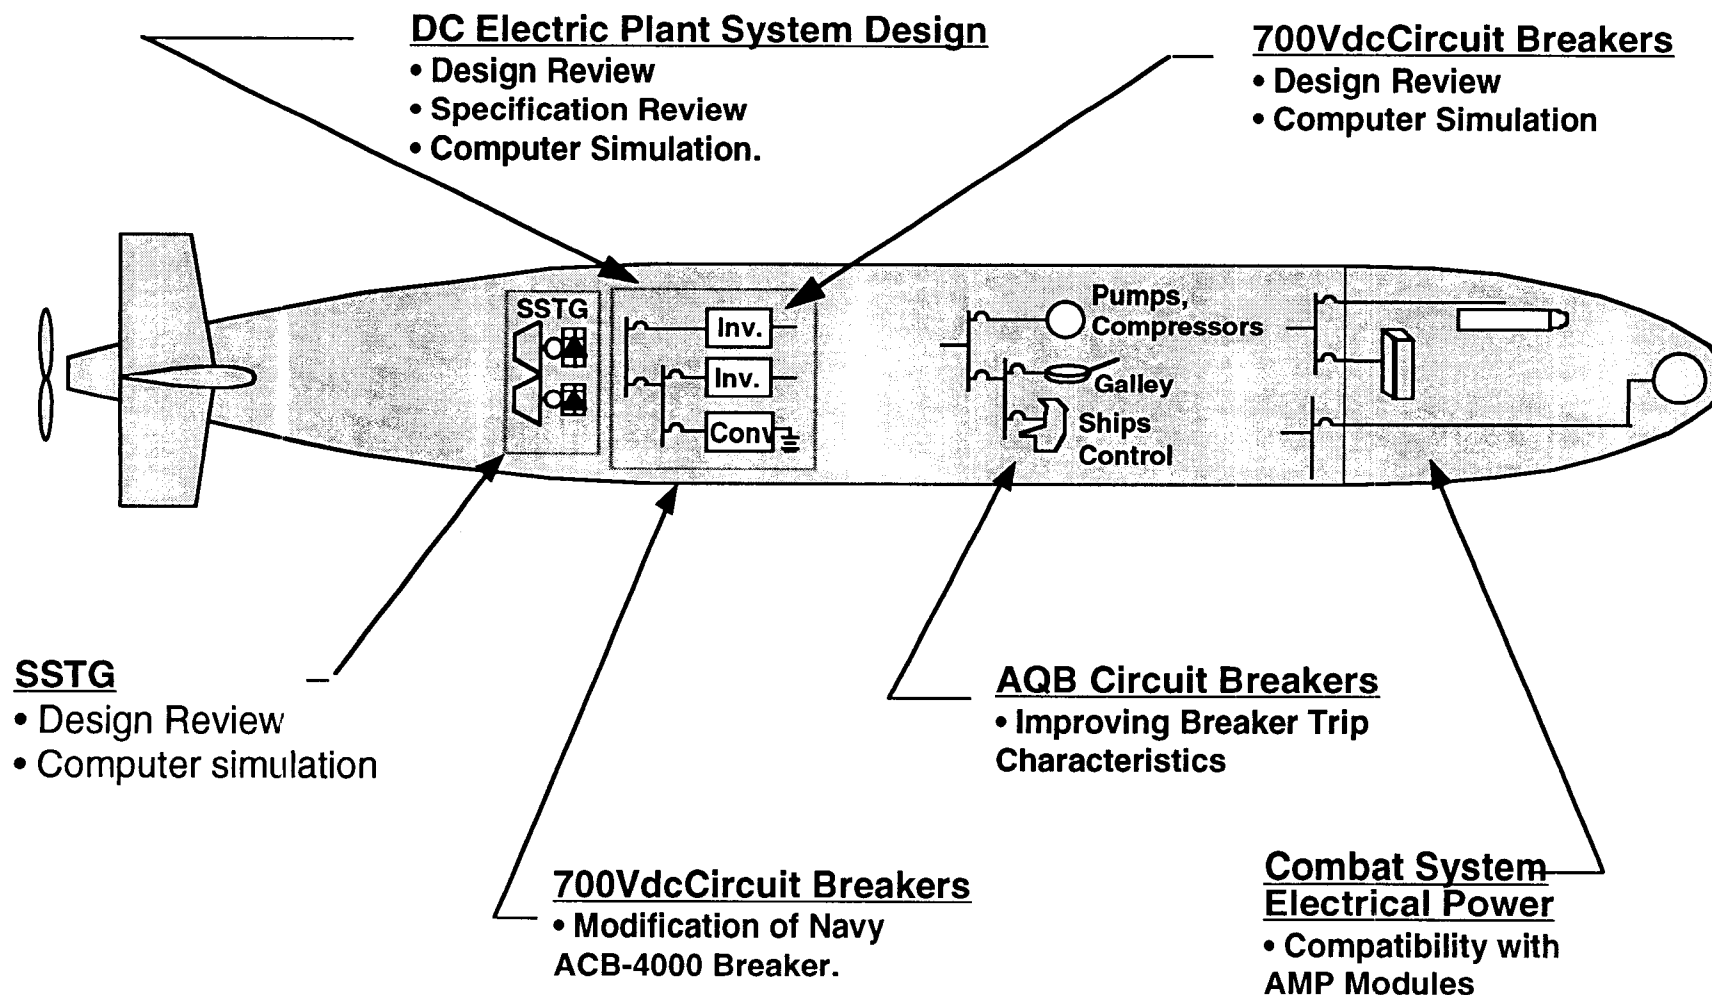 DC Electric Plant System Design
• Design Review
• Specification Review
• Computer Simulation.
700VdcCircuit Breakers
• Design Review
• Computer Simulation
SSTG
Inv.
Inv.
Conv
Pumps,
Compressors
Galley
Ships
Control
SSTG
• Design Review
• Computer simulation
700VdcCircuit Breakers
• Modification of Navy
ACB-4000 Breaker.
AQB Circuit Breakers
• Improving Breaker Trip
Characteristics
Combat System
Electrical Power
• Compatibility with
AMP Modules